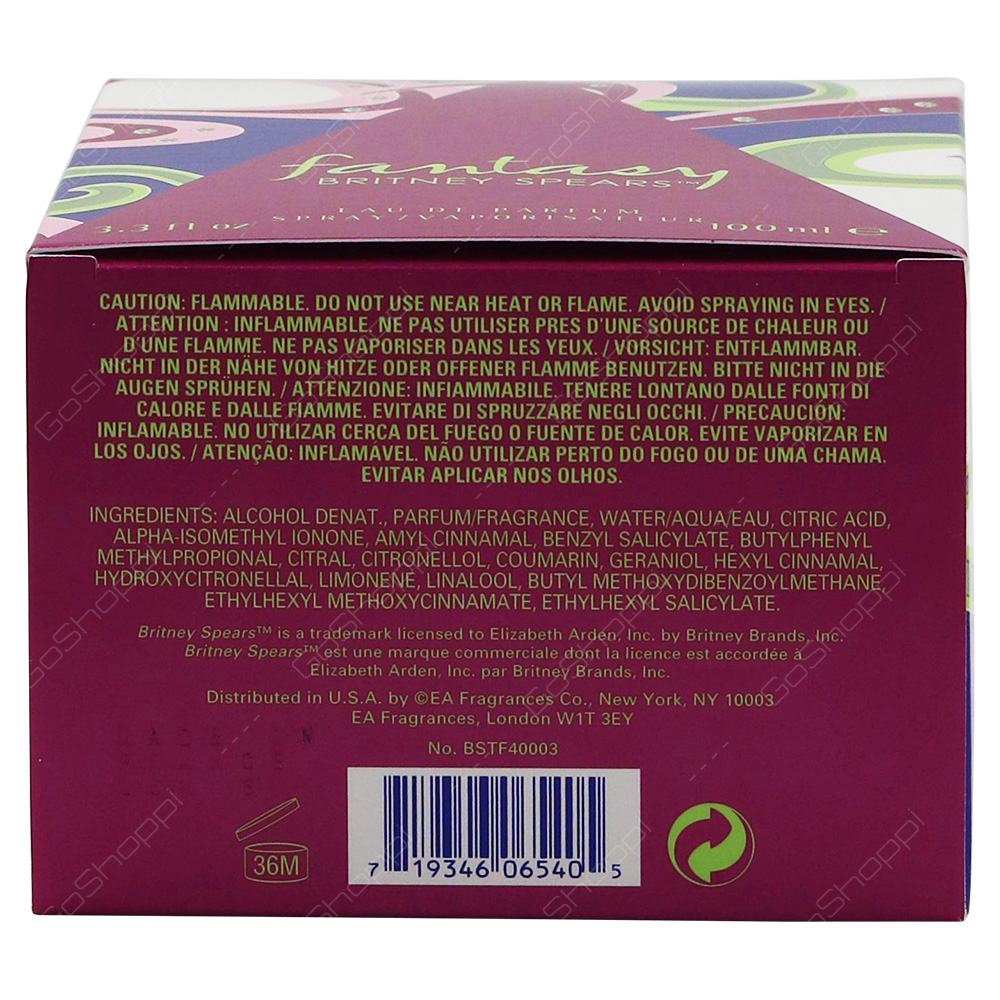 fantasy
BRITNEY SPEARS™
EAU DE PARFUM
3.3 fl oz SPRAY/VAPORISATEUR 100 ml ℮
CAUTION: FLAMMABLE. DO NOT USE NEAR HEAT OR FLAME. AVOID SPRAYING IN EYES. /
ATTENTION : INFLAMMABLE. NE PAS UTILISER PRES D'UNE SOURCE DE CHALEUR OU
D'UNE FLAMME. NE PAS VAPORISER DANS LES YEUX. / VORSICHT: ENTFLAMMBAR.
NICHT IN DER NÄHE VON HITZE ODER OFFENER FLAMME BENUTZEN. BITTE NICHT IN DIE
AUGEN SPRÜHEN. / ATTENZIONE: INFIAMMABILE. TENERE LONTANO DALLE FONTI DI
CALORE E DALLE FIAMME. EVITARE DI SPRUZZARE NEGLI OCCHI. / PRECAUCIÓN:
INFLAMABLE. NO UTILIZAR CERCA DEL FUEGO O FUENTE DE CALOR. EVITE VAPORIZAR EN
LOS OJOS. / ATENÇÃO: INFLAMÁVEL. NÃO UTILIZAR PERTO DO FOGO OU DE UMA CHAMA.
EVITAR APLICAR NOS OLHOS.
INGREDIENTS: ALCOHOL DENAT., PARFUM/FRAGRANCE, WATER/AQUA/EAU, CITRIC ACID,
ALPHA-ISOMETHYL IONONE, AMYL CINNAMAL, BENZYL SALICYLATE, BUTYLPHENYL
METHYLPROPIONAL, CITRAL, CITRONELLOL, COUMARIN, GERANIOL, HEXYL CINNAMAL,
HYDROXYCITRONELLAL, LIMONENE, LINALOOL, BUTYL METHOXYDIBENZOYLMETHANE,
ETHYLHEXYL METHOXYCINNAMATE, ETHYLHEXYL SALICYLATE.
Britney Spears™ is a trademark licensed to Elizabeth Arden, Inc. by Britney Brands, Inc.
Britney Spears™ est une marque commerciale dont la licence est accordée à
Elizabeth Arden, Inc. par Britney Brands, Inc.
Distributed in U.S.A. by ©EA Fragrances Co., New York, NY 10003
EA Fragrances, London W1T 3EY
No. BSTF40003
36M
7 19346 06540 5
GoShoppi